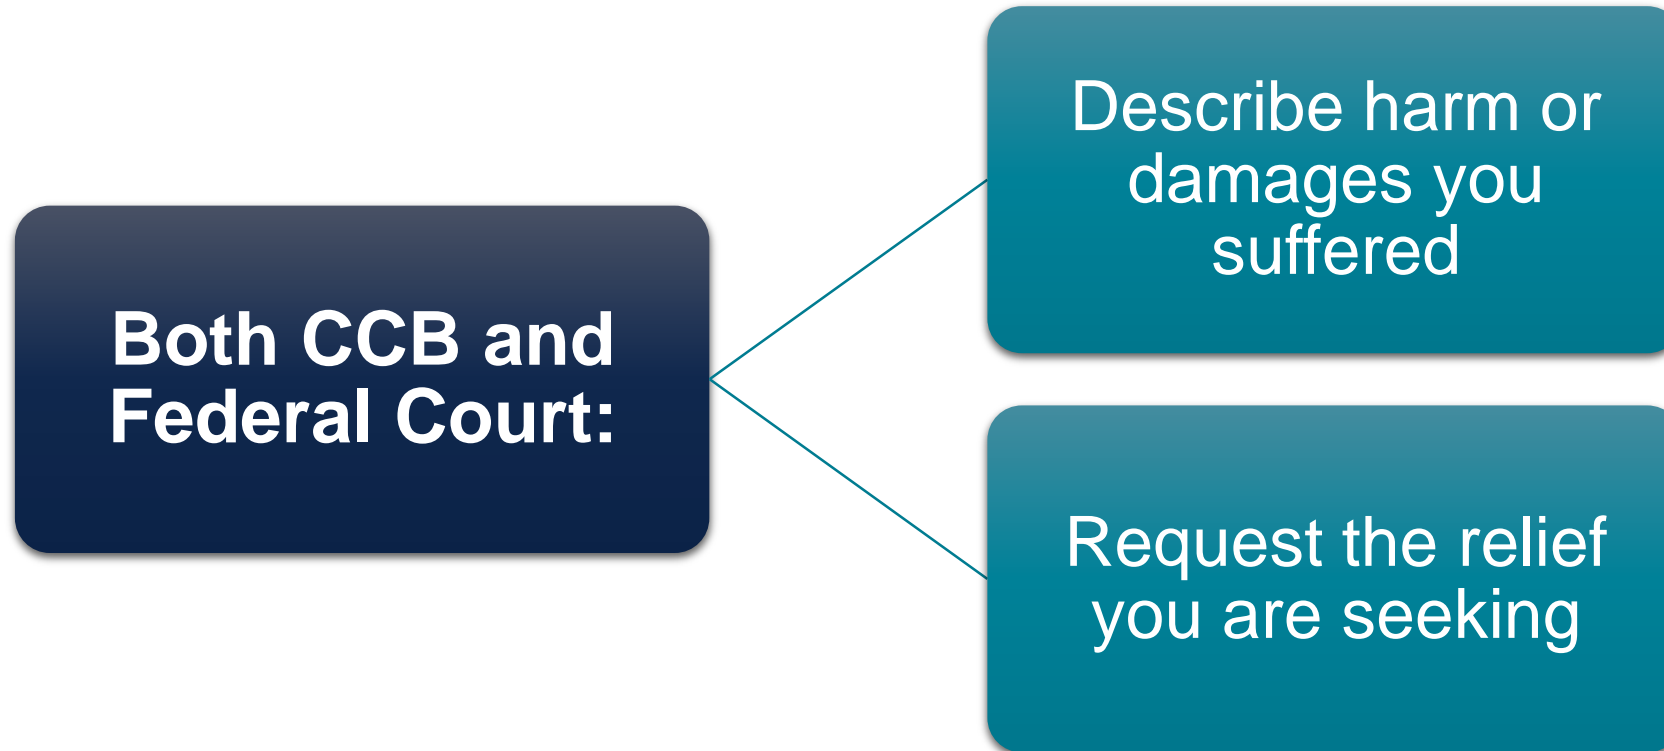 Both CCB and
Federal Court:
Describe harm or
damages you
suffered
Request the relief
you are seeking